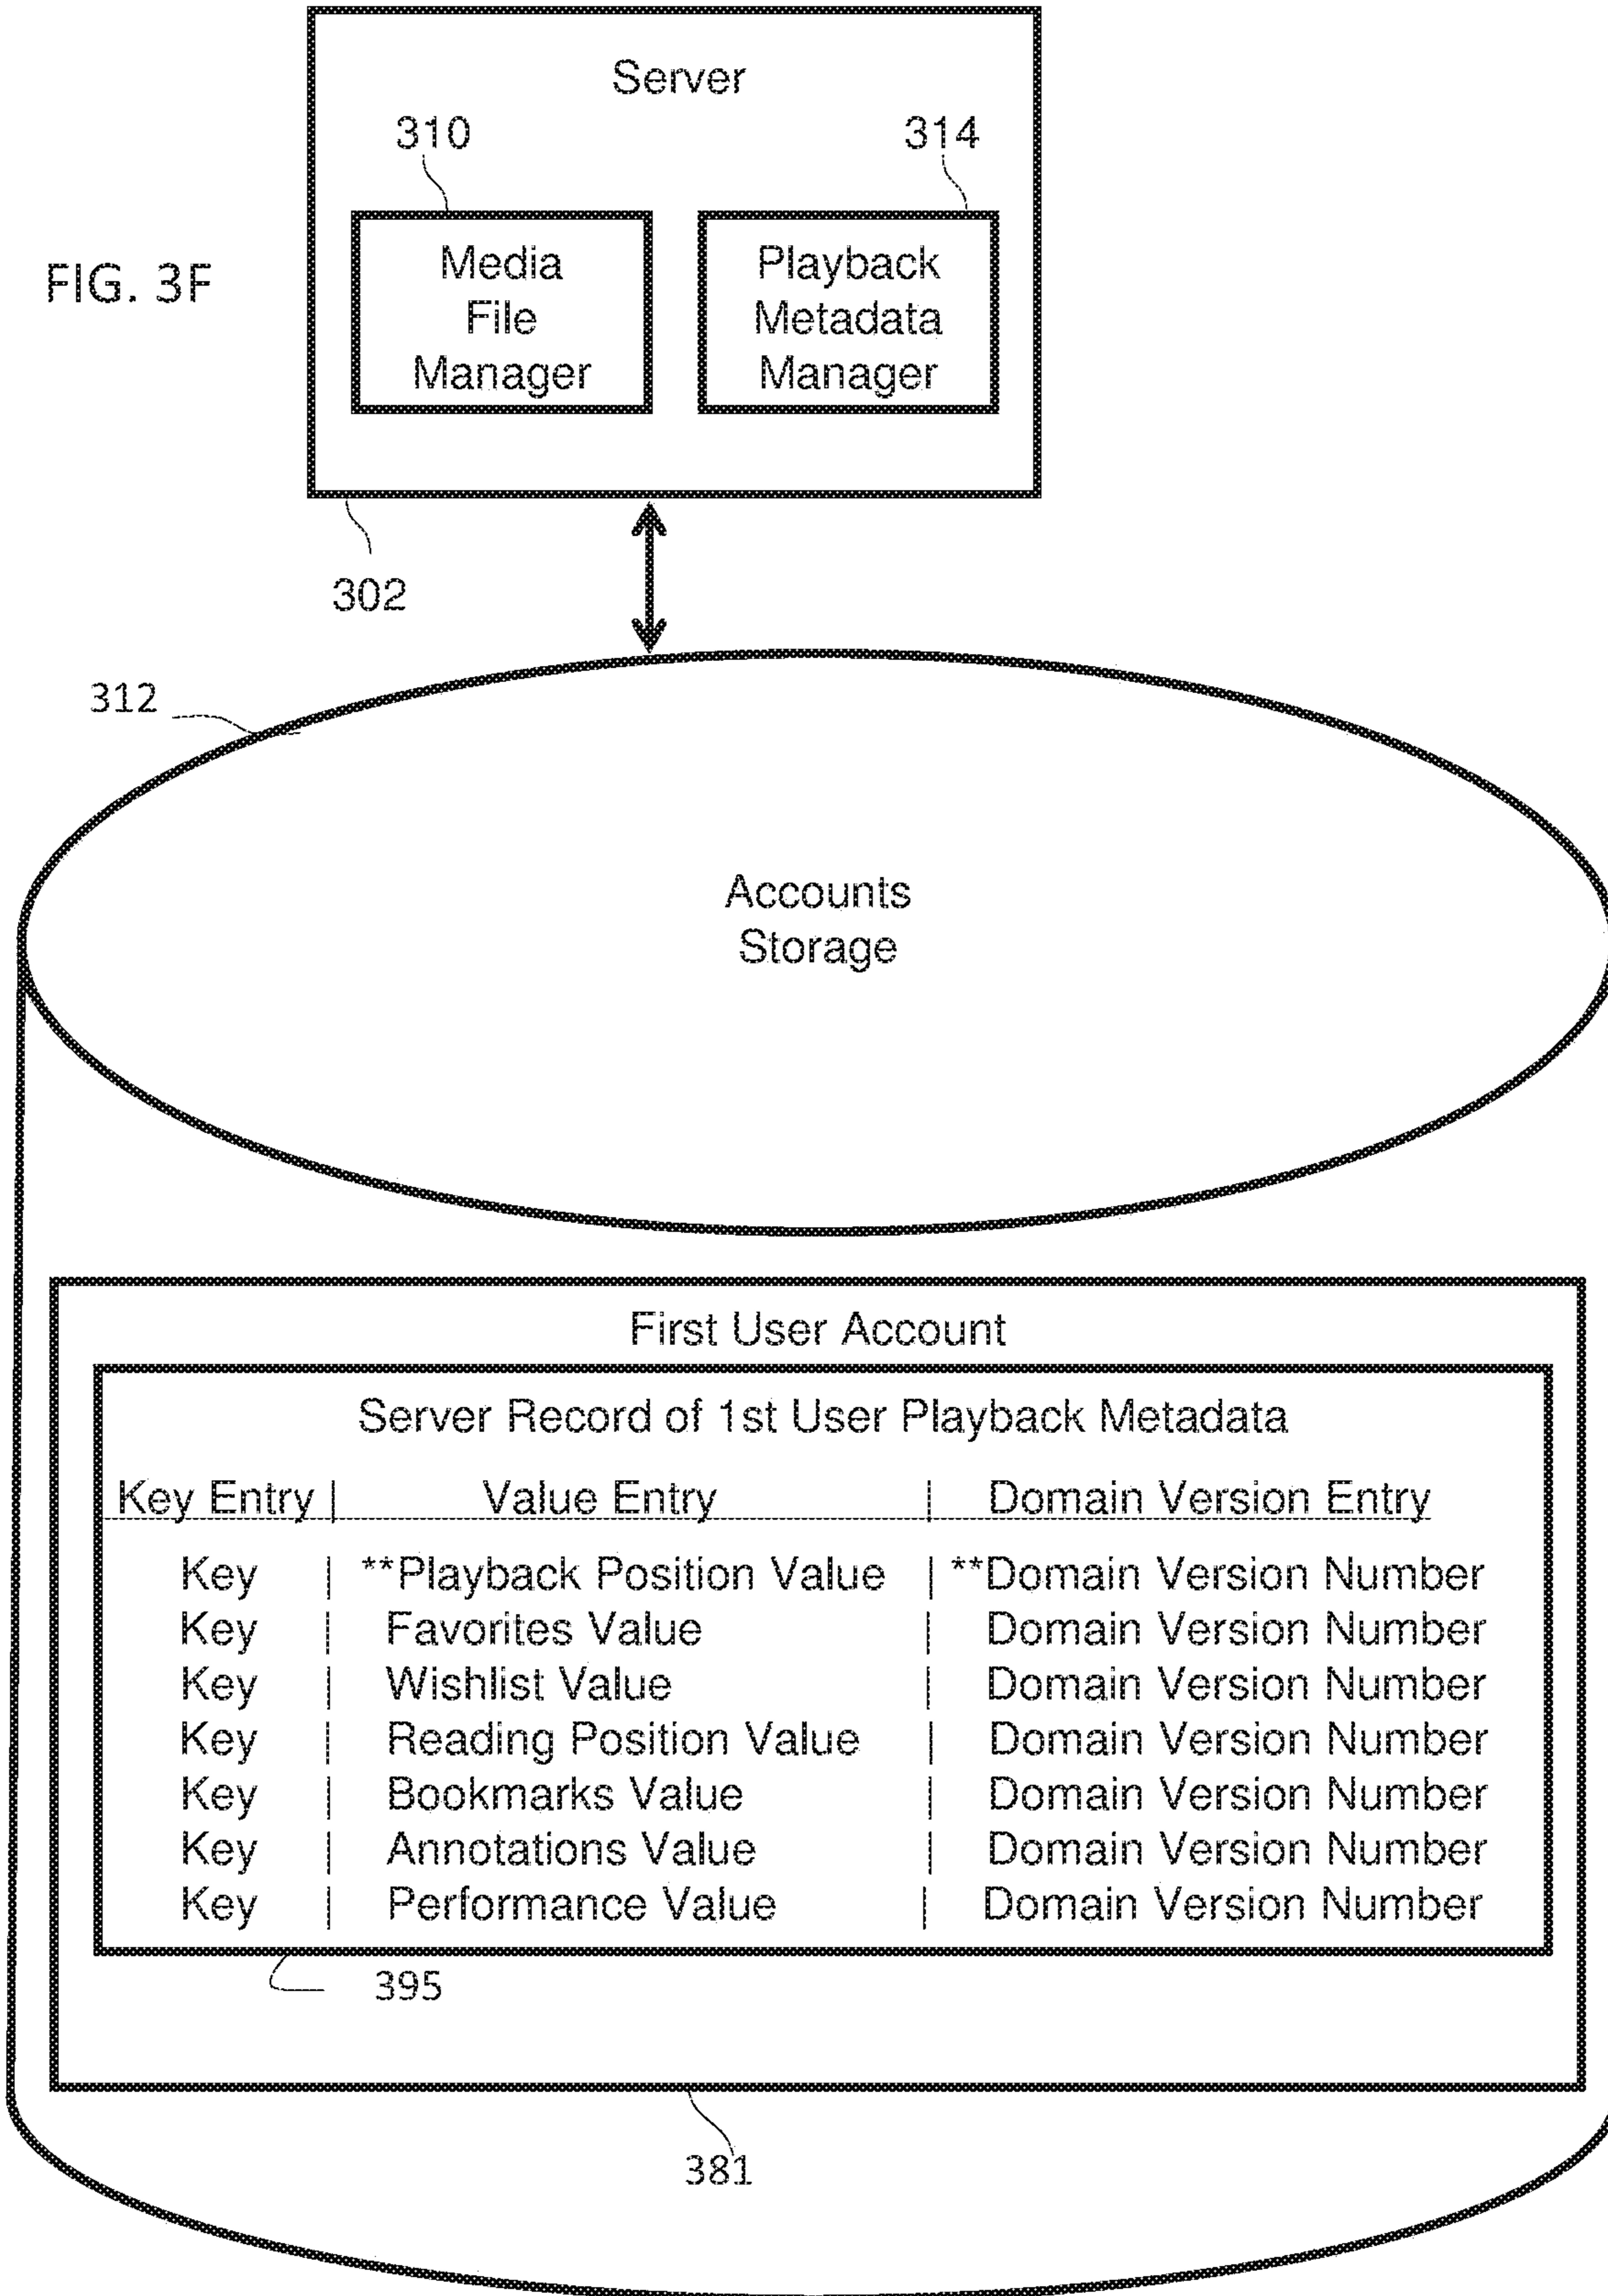 Server
310
314
FIG. 3F
Media
File
Manager
Playback
Metadata
Manager
302
312
Accounts
Storage
First User Account
Server Record of 1st User Playback Metadata
Key Entry | Value Entry | Domain Version Entry
Key | **Playback Position Value | **Domain Version Number
Key | Favorites Value | Domain Version Number
Key | Wishlist Value | Domain Version Number
Key | Reading Position Value | Domain Version Number
Key | Bookmarks Value | Domain Version Number
Key | Annotations Value | Domain Version Number
Key | Performance Value | Domain Version Number
395
381